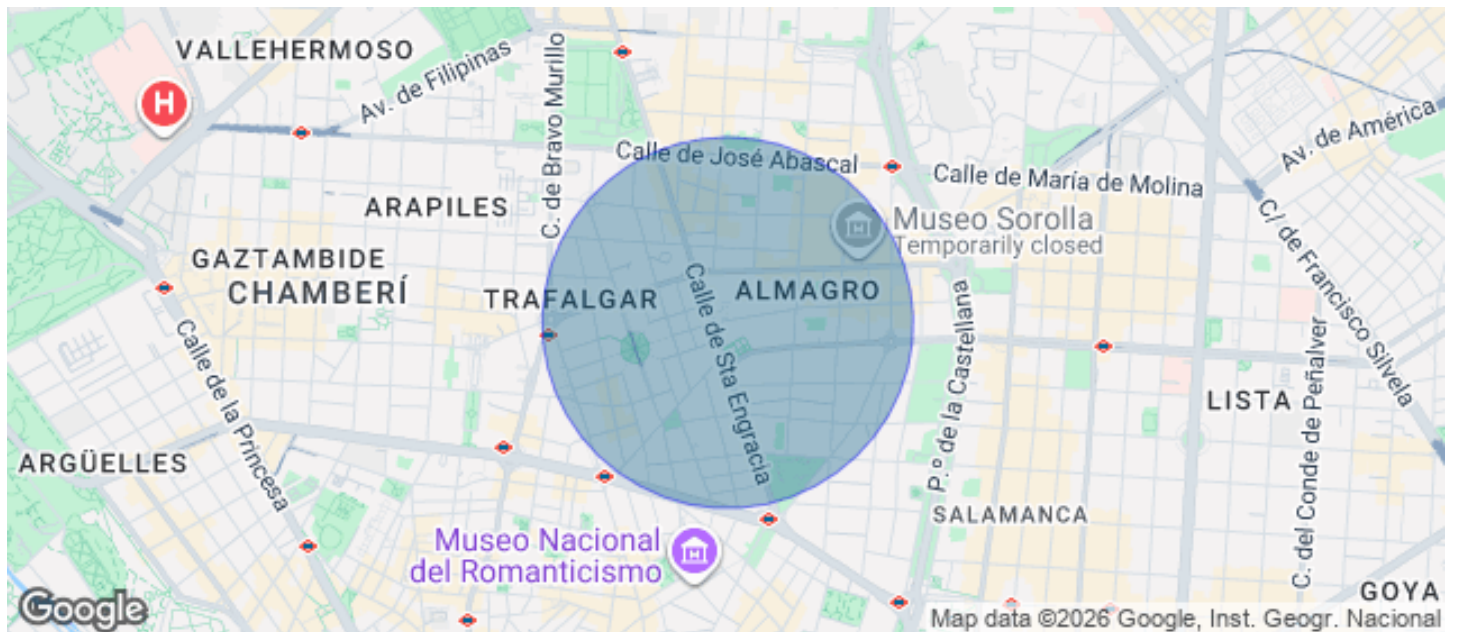 VALLEHERMOSO
H
Av. de Filipinas
C. de Bravo Murillo
Av. de América
Calle de José Abascal
Calle de María de Molina
ARAPILES
Museo Sorolla
Temporarily closed
C/ de Francisco Silvela
GAZTAMBIDE
CHAMBERÍ
TRAFALGAR
ALMAGRO
Calle de Sta Engracia
P.º de la Castellana
Calle de la Princesa
C. del Conde de Peñalver
LISTA
ARGÜELLES
SALAMANCA
Museo Nacional
del Romanticismo
GOYA
Google
Map data ©2026 Google, Inst. Geogr. Nacional